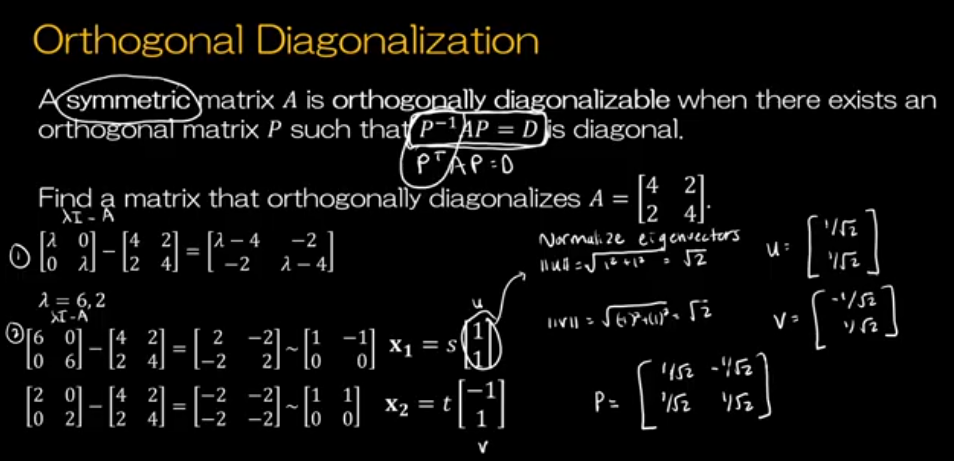 Orthogonal Diagonalization
A symmetric matrix A is orthogonally diagonalizable when there exists an
orthogonal matrix P such that P⁻¹AP = D is diagonal.
Pᵀ AP = D
Find a matrix that orthogonally diagonalizes A = [4 2; 2 4].
λI - A
① [λ 0; 0 λ] − [4 2; 2 4] = [λ − 4 −2; −2 λ − 4]
Normalize eigenvectors
||u|| = √(1² + 1²) = √2
u = [1/√2; 1/√2]
λ = 6, 2
λI - A
② [6 0; 0 6] − [4 2; 2 4] = [2 −2; −2 2] ~ [1 −1; 0 0] x₁ = s [1; 1]
u
||v|| = √((-1)² + (1)²) = √2
v = [-1/√2; 1/√2]
[2 0; 0 2] − [4 2; 2 4] = [−2 −2; −2 −2] ~ [1 1; 0 0] x₂ = t [−1; 1]
v
P = [1/√2 -1/√2; 1/√2 1/√2]